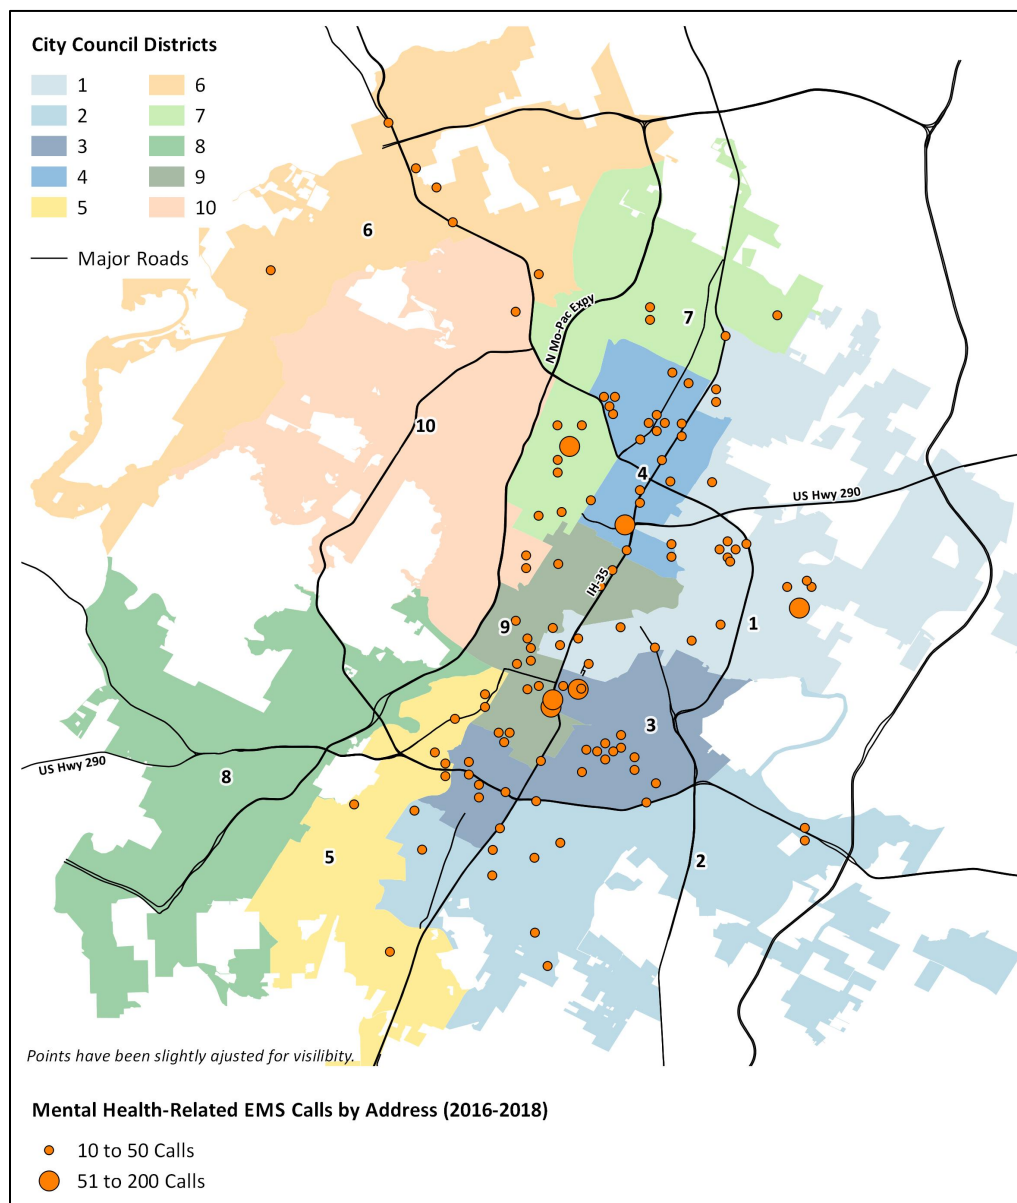 City Council Districts
1 6
2 7
3 8
4 9
5 10
Major Roads
6
N Mo-Pac Expy
7
10
4
US Hwy 290
IH-35
9
1
3
US Hwy 290
8
5
2
Points have been slightly ajusted for visilibity.
Mental Health-Related EMS Calls by Address (2016-2018)
10 to 50 Calls
51 to 200 Calls